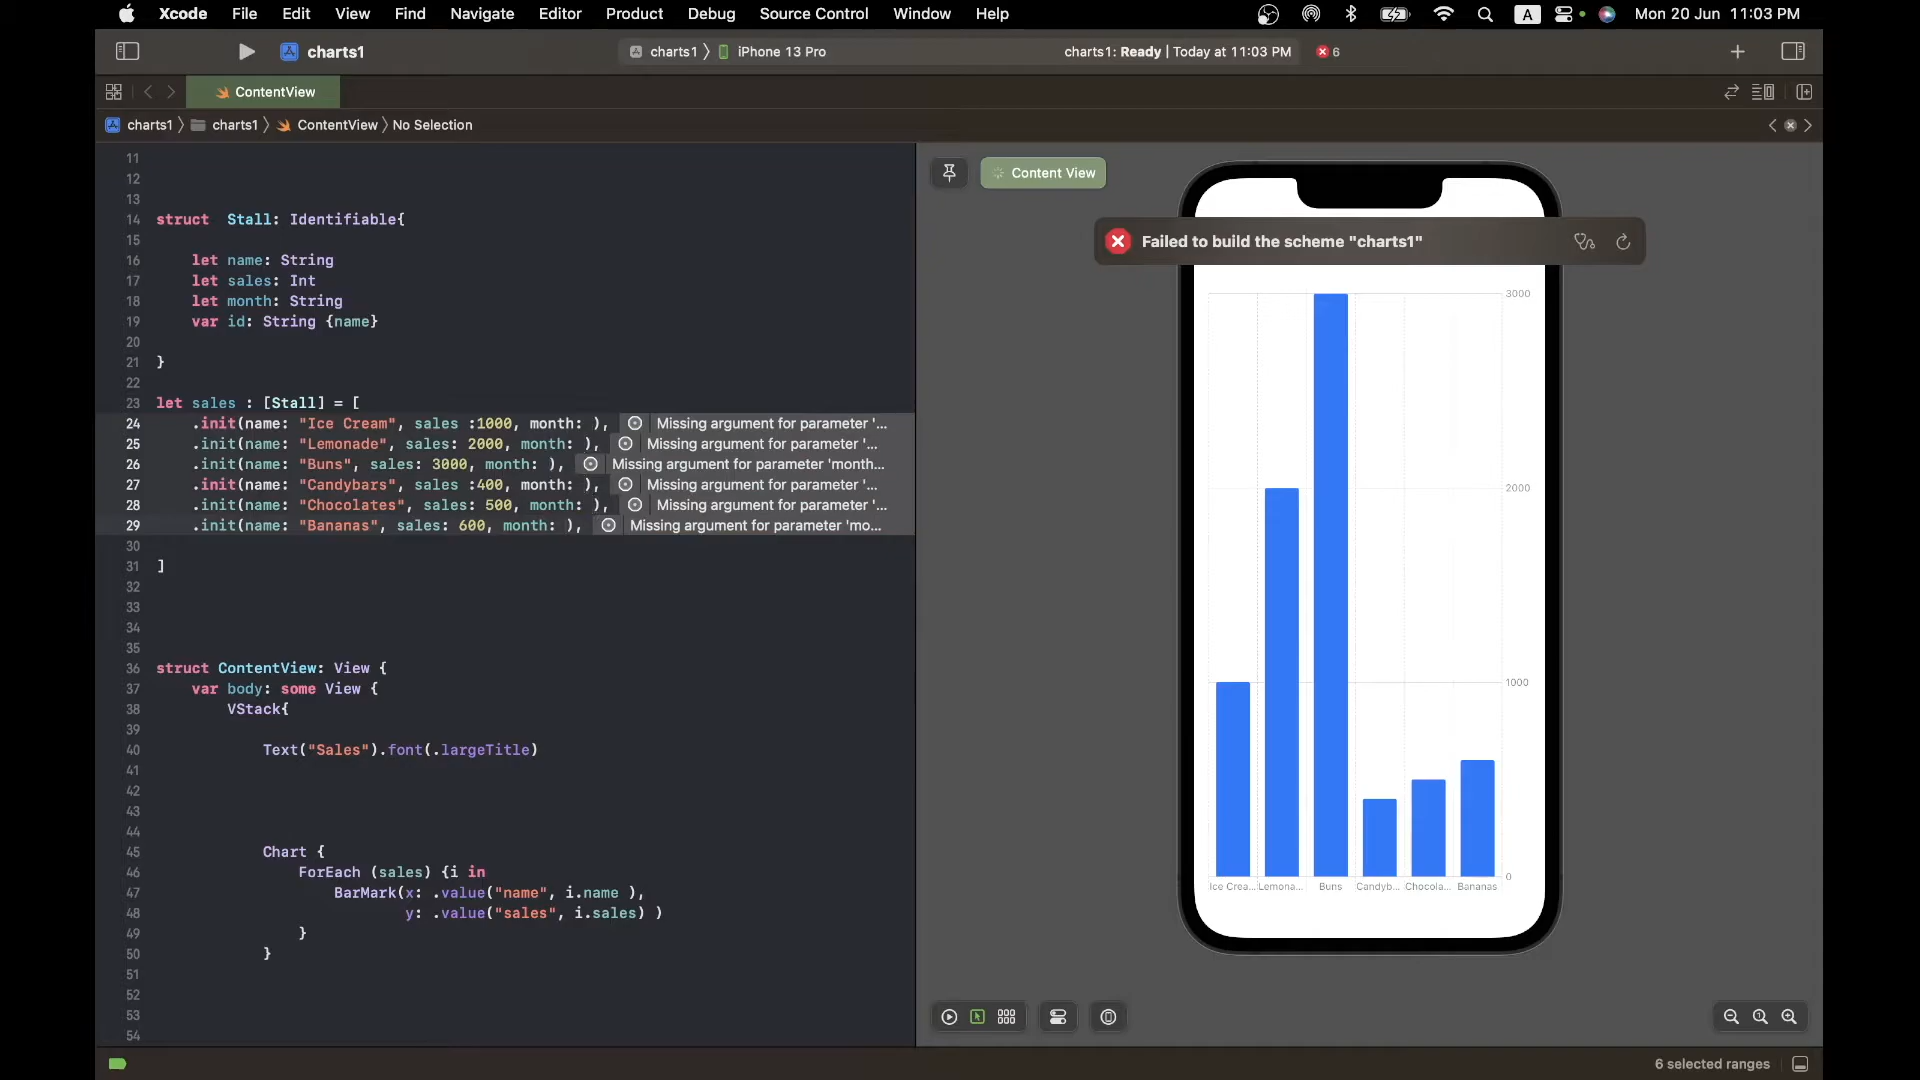 Xcode File Edit View Find Navigate Editor Product Debug Source Control Window Help A Mon 20 Jun 11:03 PM
charts1 charts1 iPhone 13 Pro charts1: Ready | Today at 11:03 PM 6
ContentView
charts1 charts1 ContentView No Selection
11
12
13
14 struct  Stall: Identifiable{
15
16 let name: String
17 let sales: Int
18 let month: String
19 var id: String {name}
20
21 }
22
23 let sales : [Stall] = [
24 .init(name: "Ice Cream", sales :1000, month: ), Missing argument for parameter '...
25 .init(name: "Lemonade", sales: 2000, month: ), Missing argument for parameter '...
26 .init(name: "Buns", sales: 3000, month: ), Missing argument for parameter 'month...
27 .init(name: "Candybars", sales :400, month: ), Missing argument for parameter '...
28 .init(name: "Chocolates", sales: 500, month: ), Missing argument for parameter '...
29 .init(name: "Bananas", sales: 600, month: ), Missing argument for parameter 'mo...
30
31 ]
32
33
34
35
36 struct ContentView: View {
37 var body: some View {
38 VStack{
39
40 Text("Sales").font(.largeTitle)
41
42
43
44
45 Chart {
46 ForEach (sales) {i in
47 BarMark(x: .value("name", i.name ),
48 y: .value("sales", i.sales) )
49 }
50 }
51
52
53
54
Content View
Failed to build the scheme "charts1"
3000
2000
1000
0
Ice Crea... Lemona... Buns Candyb... Chocola... Bananas
6 selected ranges